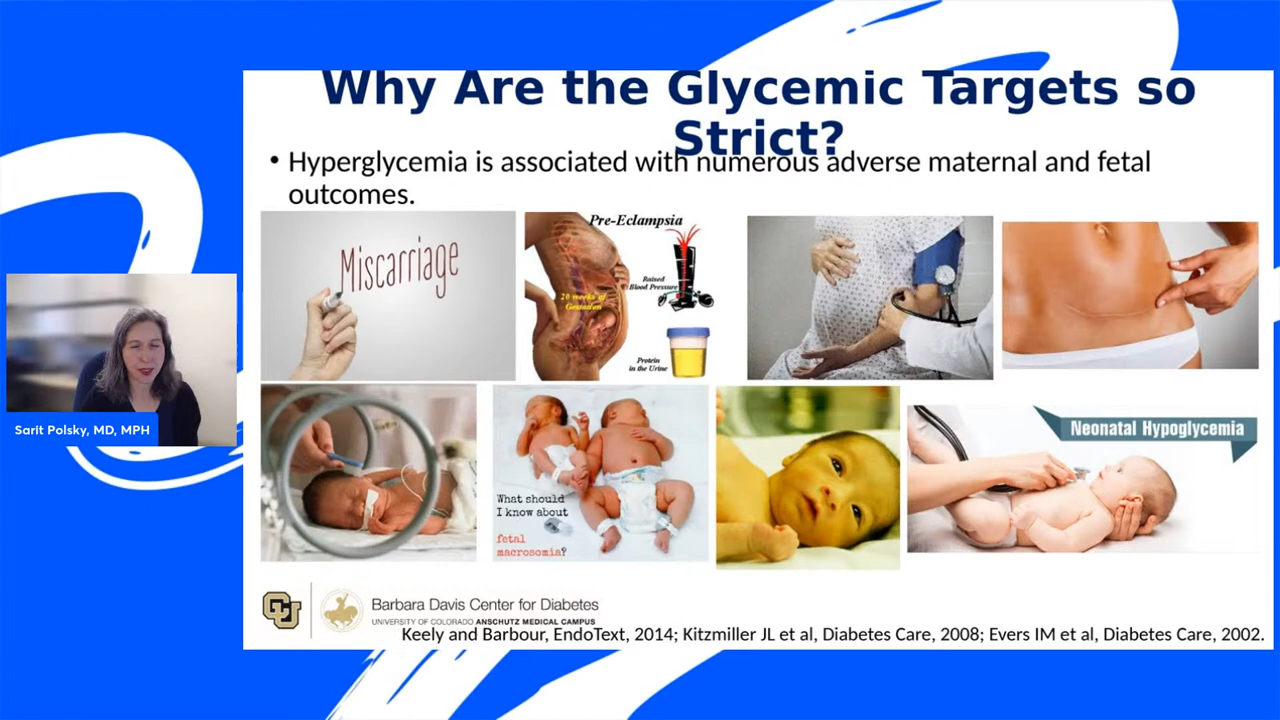 Why Are the Glycemic Targets so
Strict?
• Hyperglycemia is associated with numerous adverse maternal and fetal
outcomes.
Miscarriage
Pre-Eclampsia
Raised
Blood Pressure
20 weeks of
Gestation
Protein
in the Urine
What should
I know about
fetal
macrosomia?
Neonatal Hypoglycemia
Sarit Polsky, MD, MPH
CU
Barbara Davis Center for Diabetes
UNIVERSITY OF COLORADO ANSCHUTZ MEDICAL CAMPUS
Keely and Barbour, EndoText, 2014; Kitzmiller JL et al, Diabetes Care, 2008; Evers IM et al, Diabetes Care, 2002.